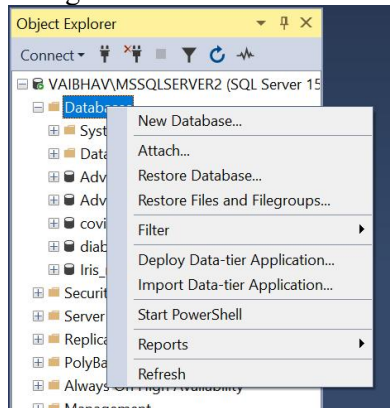 Object Explorer
Connect
VAIBHAV\MSSQLSERVER2 (SQL Server 15
Databases
New Database...
Syst
Attach...
Data
Restore Database...
Adv
Restore Files and Filegroups...
Adv
Filter
covi
Deploy Data-tier Application...
diab
Import Data-tier Application...
Iris_
Start PowerShell
Securit
Server
Reports
Replica
Refresh
PolyBa
Always On High Availability
Management